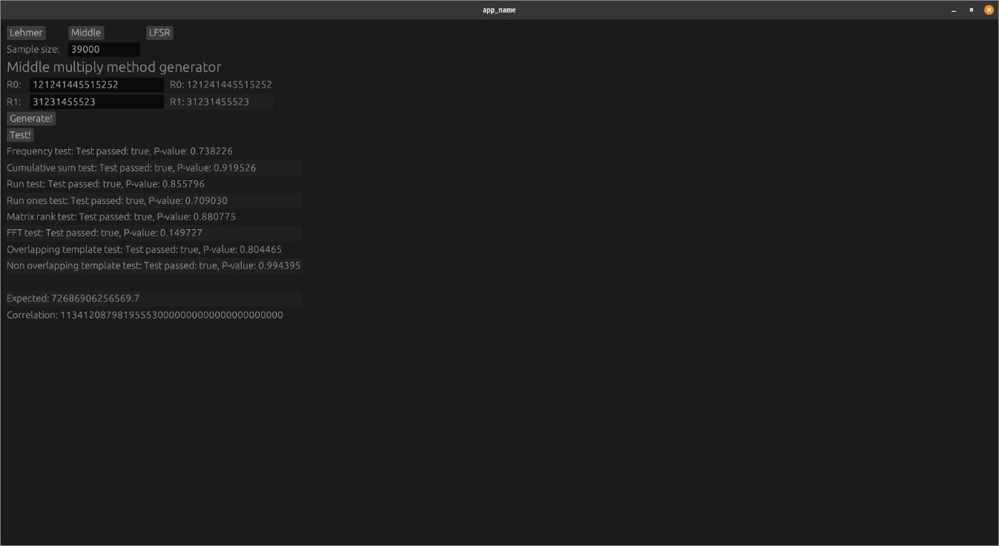 app_name
Lehmer Middle LFSR
Sample size: 39000
Middle multiply method generator
R0: 121241445515252 R0: 121241445515252
R1: 31231455523 R1: 31231455523
Generate!
Test!
Frequency test: Test passed: true, P-value: 0.738226
Cumulative sum test: Test passed: true, P-value: 0.919526
Run test: Test passed: true, P-value: 0.855796
Run ones test: Test passed: true, P-value: 0.709030
Matrix rank test: Test passed: true, P-value: 0.880775
FFT test: Test passed: true, P-value: 0.149727
Overlapping template test: Test passed: true, P-value: 0.804465
Non overlapping template test: Test passed: true, P-value: 0.994395
Expected: 72686906256569.7